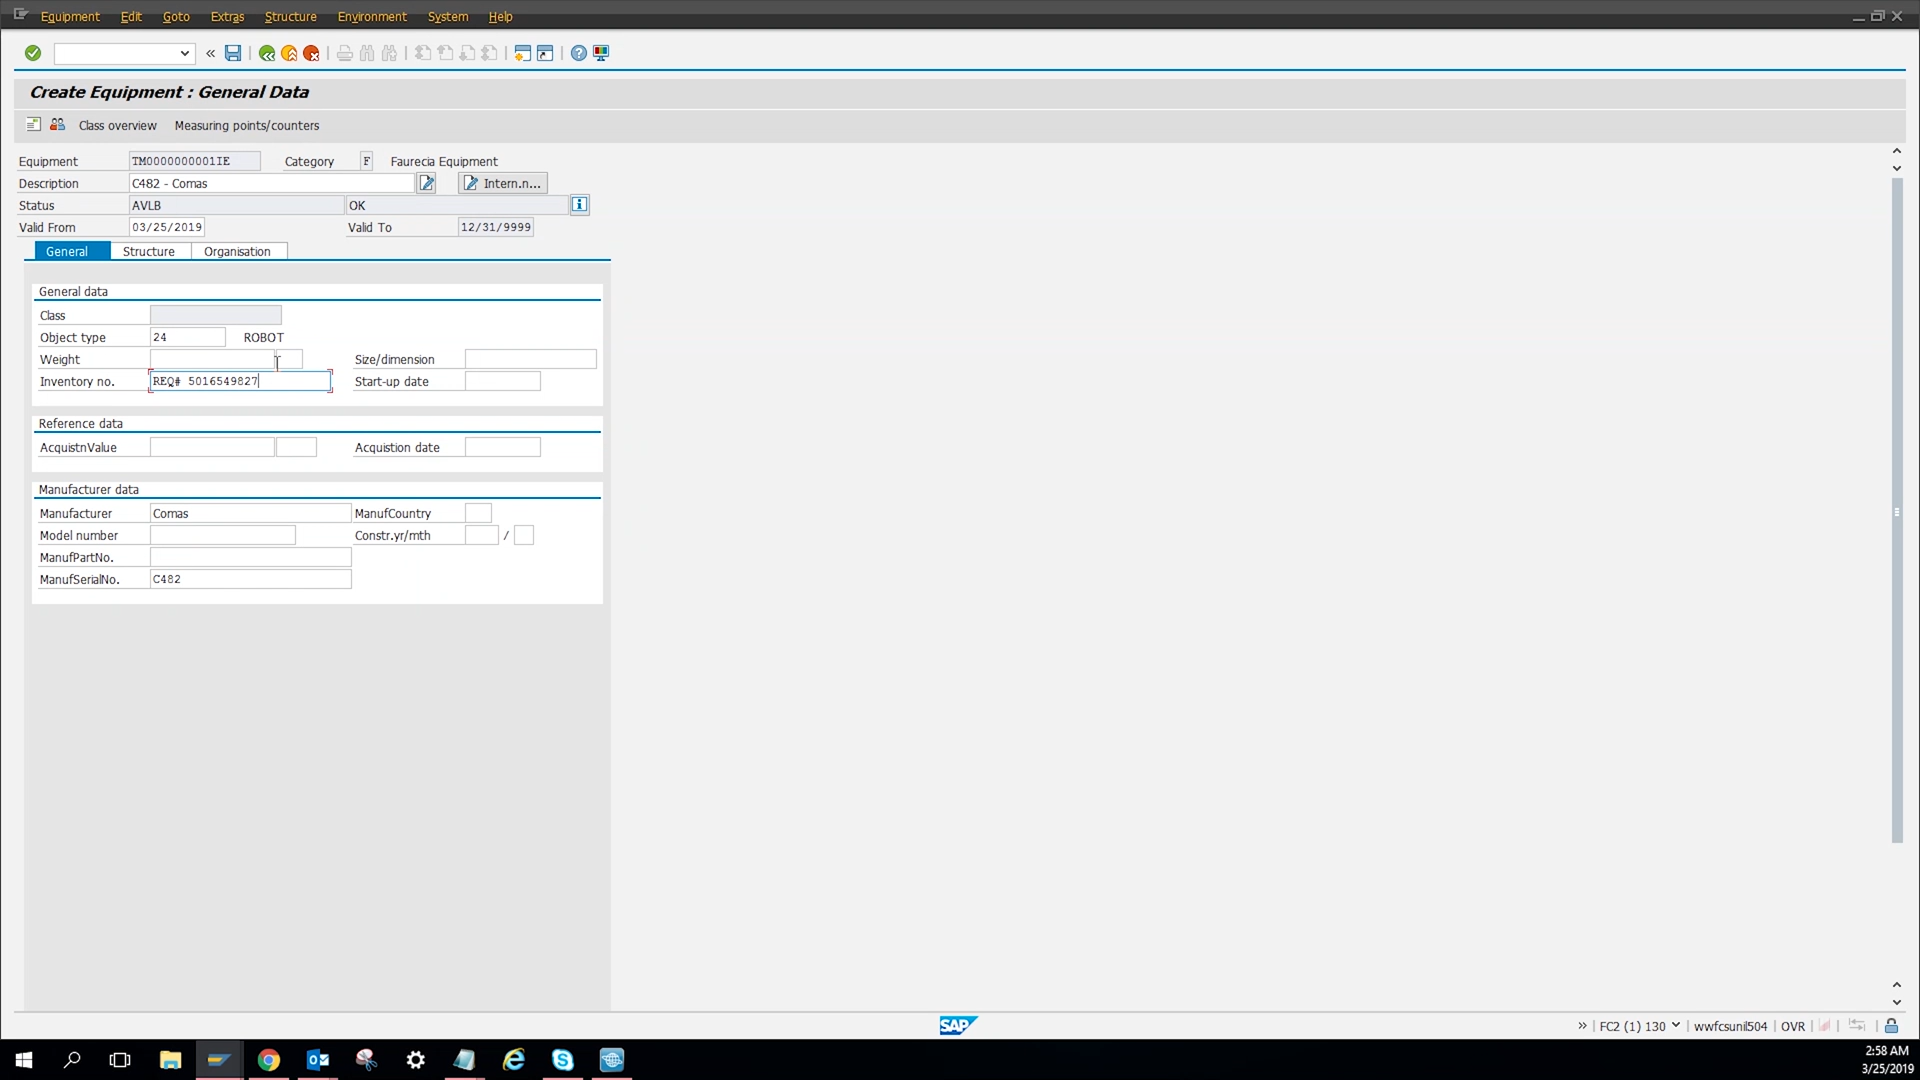 Equipment Edit Goto Extras Structure Environment System Help
Create Equipment : General Data
Class overview Measuring points/counters
Equipment TM0000000001IE Category F Faurecia Equipment
Description C482 - Comas Intern.n...
Status AVLB OK
Valid From 03/25/2019 Valid To 12/31/9999
General Structure Organisation
General data
Class
Object type 24 ROBOT
Weight Size/dimension
Inventory no. REQ# 5016549827 Start-up date
Reference data
AcquistnValue Acquistion date
Manufacturer data
Manufacturer Comas ManufCountry
Model number Constr.yr/mth /
ManufPartNo.
ManufSerialNo. C482
SAP
FC2 (1) 130 wwfcsunil504 OVR
2:58 AM
3/25/2019